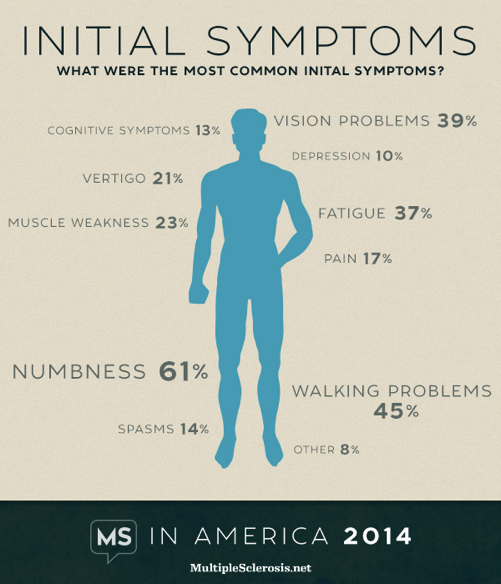 INITIAL SYMPTOMS
WHAT WERE THE MOST COMMON INITAL SYMPTOMS?
VISION PROBLEMS 39%
COGNITIVE SYMPTOMS 13%
DEPRESSION 10%
VERTIGO 21%
FATIGUE 37%
MUSCLE WEAKNESS 23%
PAIN 17%
NUMBNESS 61%
WALKING PROBLEMS
45%
SPASMS 14%
OTHER 8%
MS IN AMERICA 2014
MultipleSclerosis.net